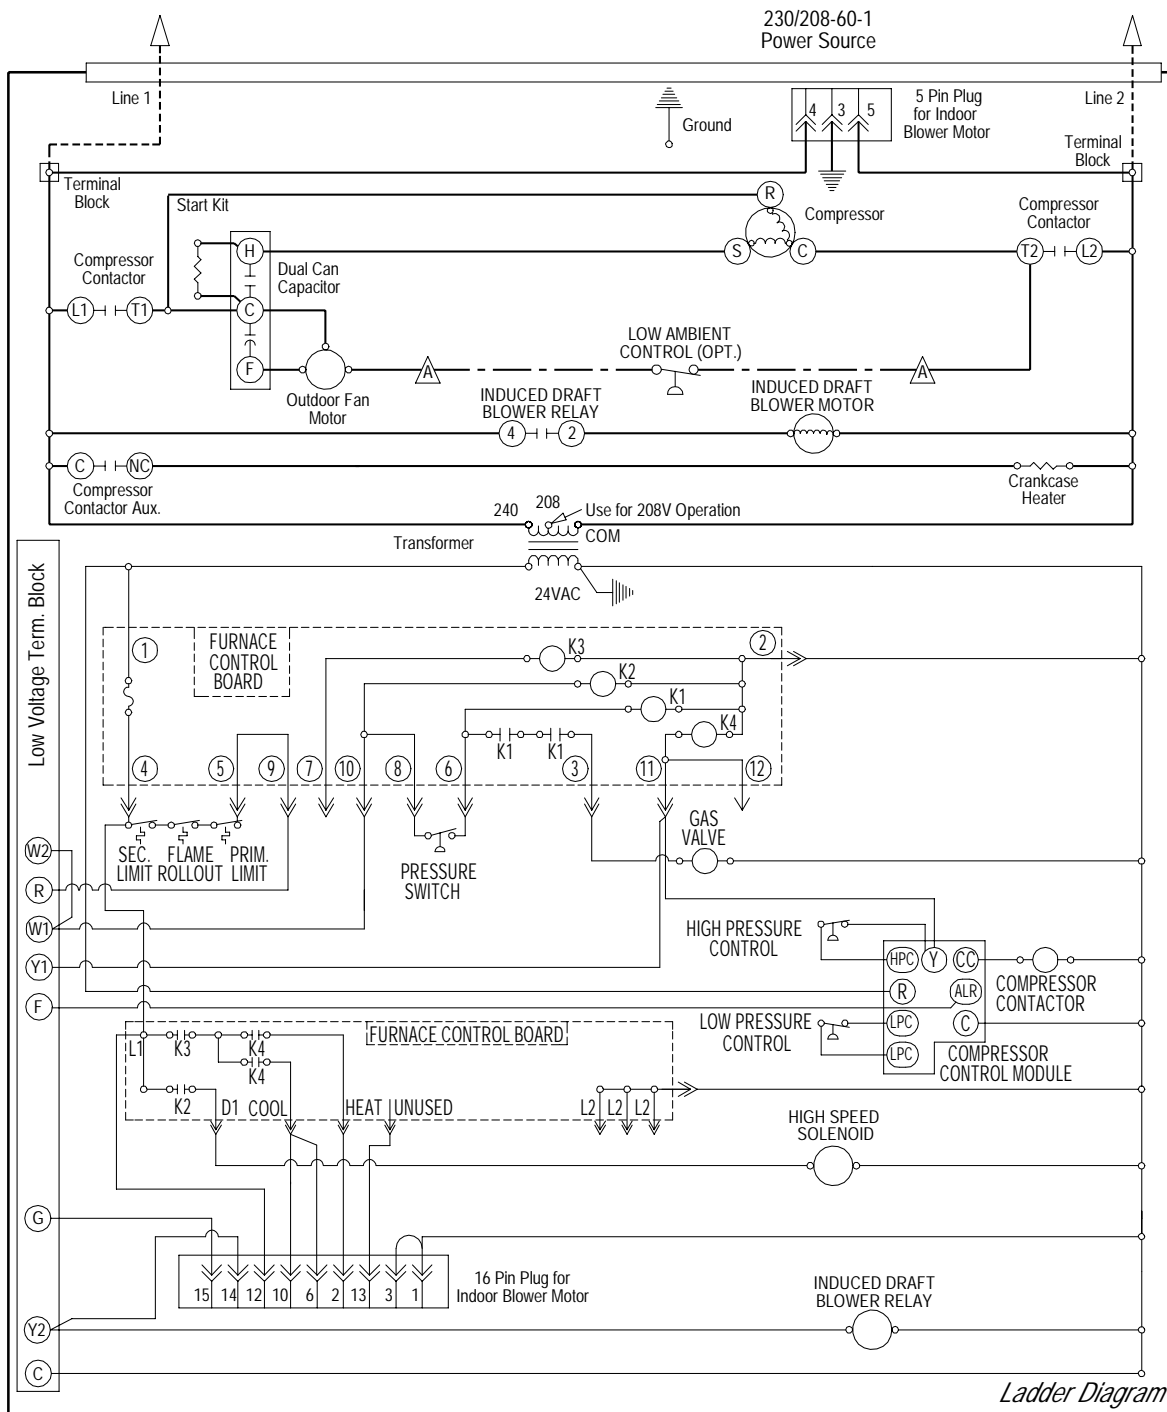 230/208-60-1
Power Source
Line 1
Ground
4 3 5
5 Pin Plug
for Indoor
Blower Motor
Line 2
Terminal
Block
Terminal
Block
Start Kit
R
Compressor
S C
Compressor
Contactor
T2 L2
Compressor
Contactor
L1 T1
H
C
F
Dual Can
Capacitor
LOW AMBIENT
CONTROL (OPT.)
A A
Outdoor Fan
Motor
INDUCED DRAFT
BLOWER RELAY
4 2
INDUCED DRAFT
BLOWER MOTOR
C NC
Compressor
Contactor Aux.
Crankcase
Heater
240 208 Use for 208V Operation
COM
Transformer
24VAC
Low Voltage Term. Block
1
FURNACE
CONTROL
BOARD
K3
2
K2
K1
K4
K1 K1
4 5 9 7 10 8 6 3 11 12
SEC.
LIMIT
FLAME
ROLLOUT
PRIM.
LIMIT
PRESSURE
SWITCH
GAS
VALVE
W2
R
W1
Y1
F
HIGH PRESSURE
CONTROL
HPC Y CC
R ALR
LPC C
LPC
COMPRESSOR
CONTACTOR
LOW PRESSURE
CONTROL
COMPRESSOR
CONTROL MODULE
FURNACE CONTROL BOARD
L1 K3 K4
K4
K2
D1 COOL HEAT UNUSED
L2 L2 L2
HIGH SPEED
SOLENOID
G
15 14 12 10 6 2 13 3 1
16 Pin Plug for
Indoor Blower Motor
INDUCED DRAFT
BLOWER RELAY
Y2
C
Ladder Diagram